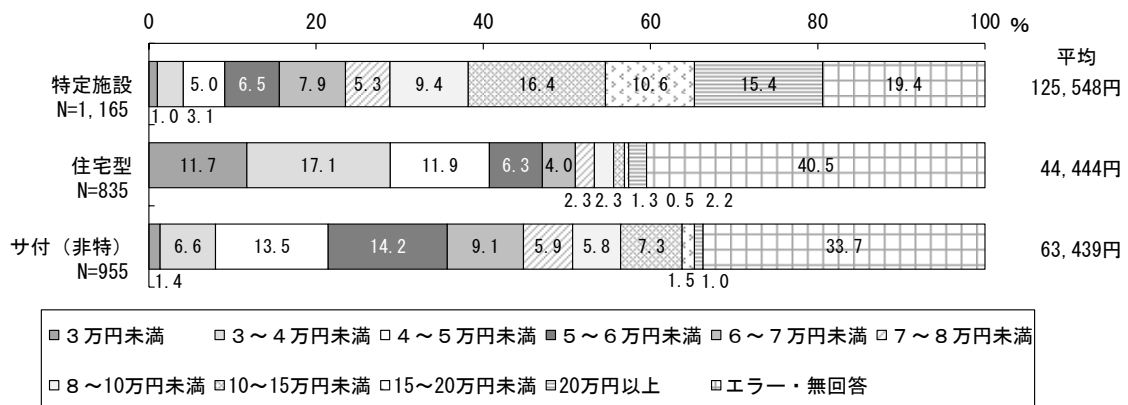 0 20 40 60 80 100 %
平均
特定施設 5.0 6.5 7.9 5.3 9.4 16.4 10.6 15.4 19.4 125,548円
N=1,165
1.0 3.1
住宅型 11.7 17.1 11.9 6.3 4.0 40.5 44,444円
N=835
2.3 2.3 1.3 0.5 2.2
サ付（非特） 6.6 13.5 14.2 9.1 5.9 5.8 7.3 33.7 63,439円
N=955
1.4 1.5 1.0
３万円未満 ３～４万円未満 ４～５万円未満 ５～６万円未満 ６～７万円未満 ７～８万円未満
８～10万円未満 10～15万円未満 15～20万円未満 20万円以上 エラー・無回答